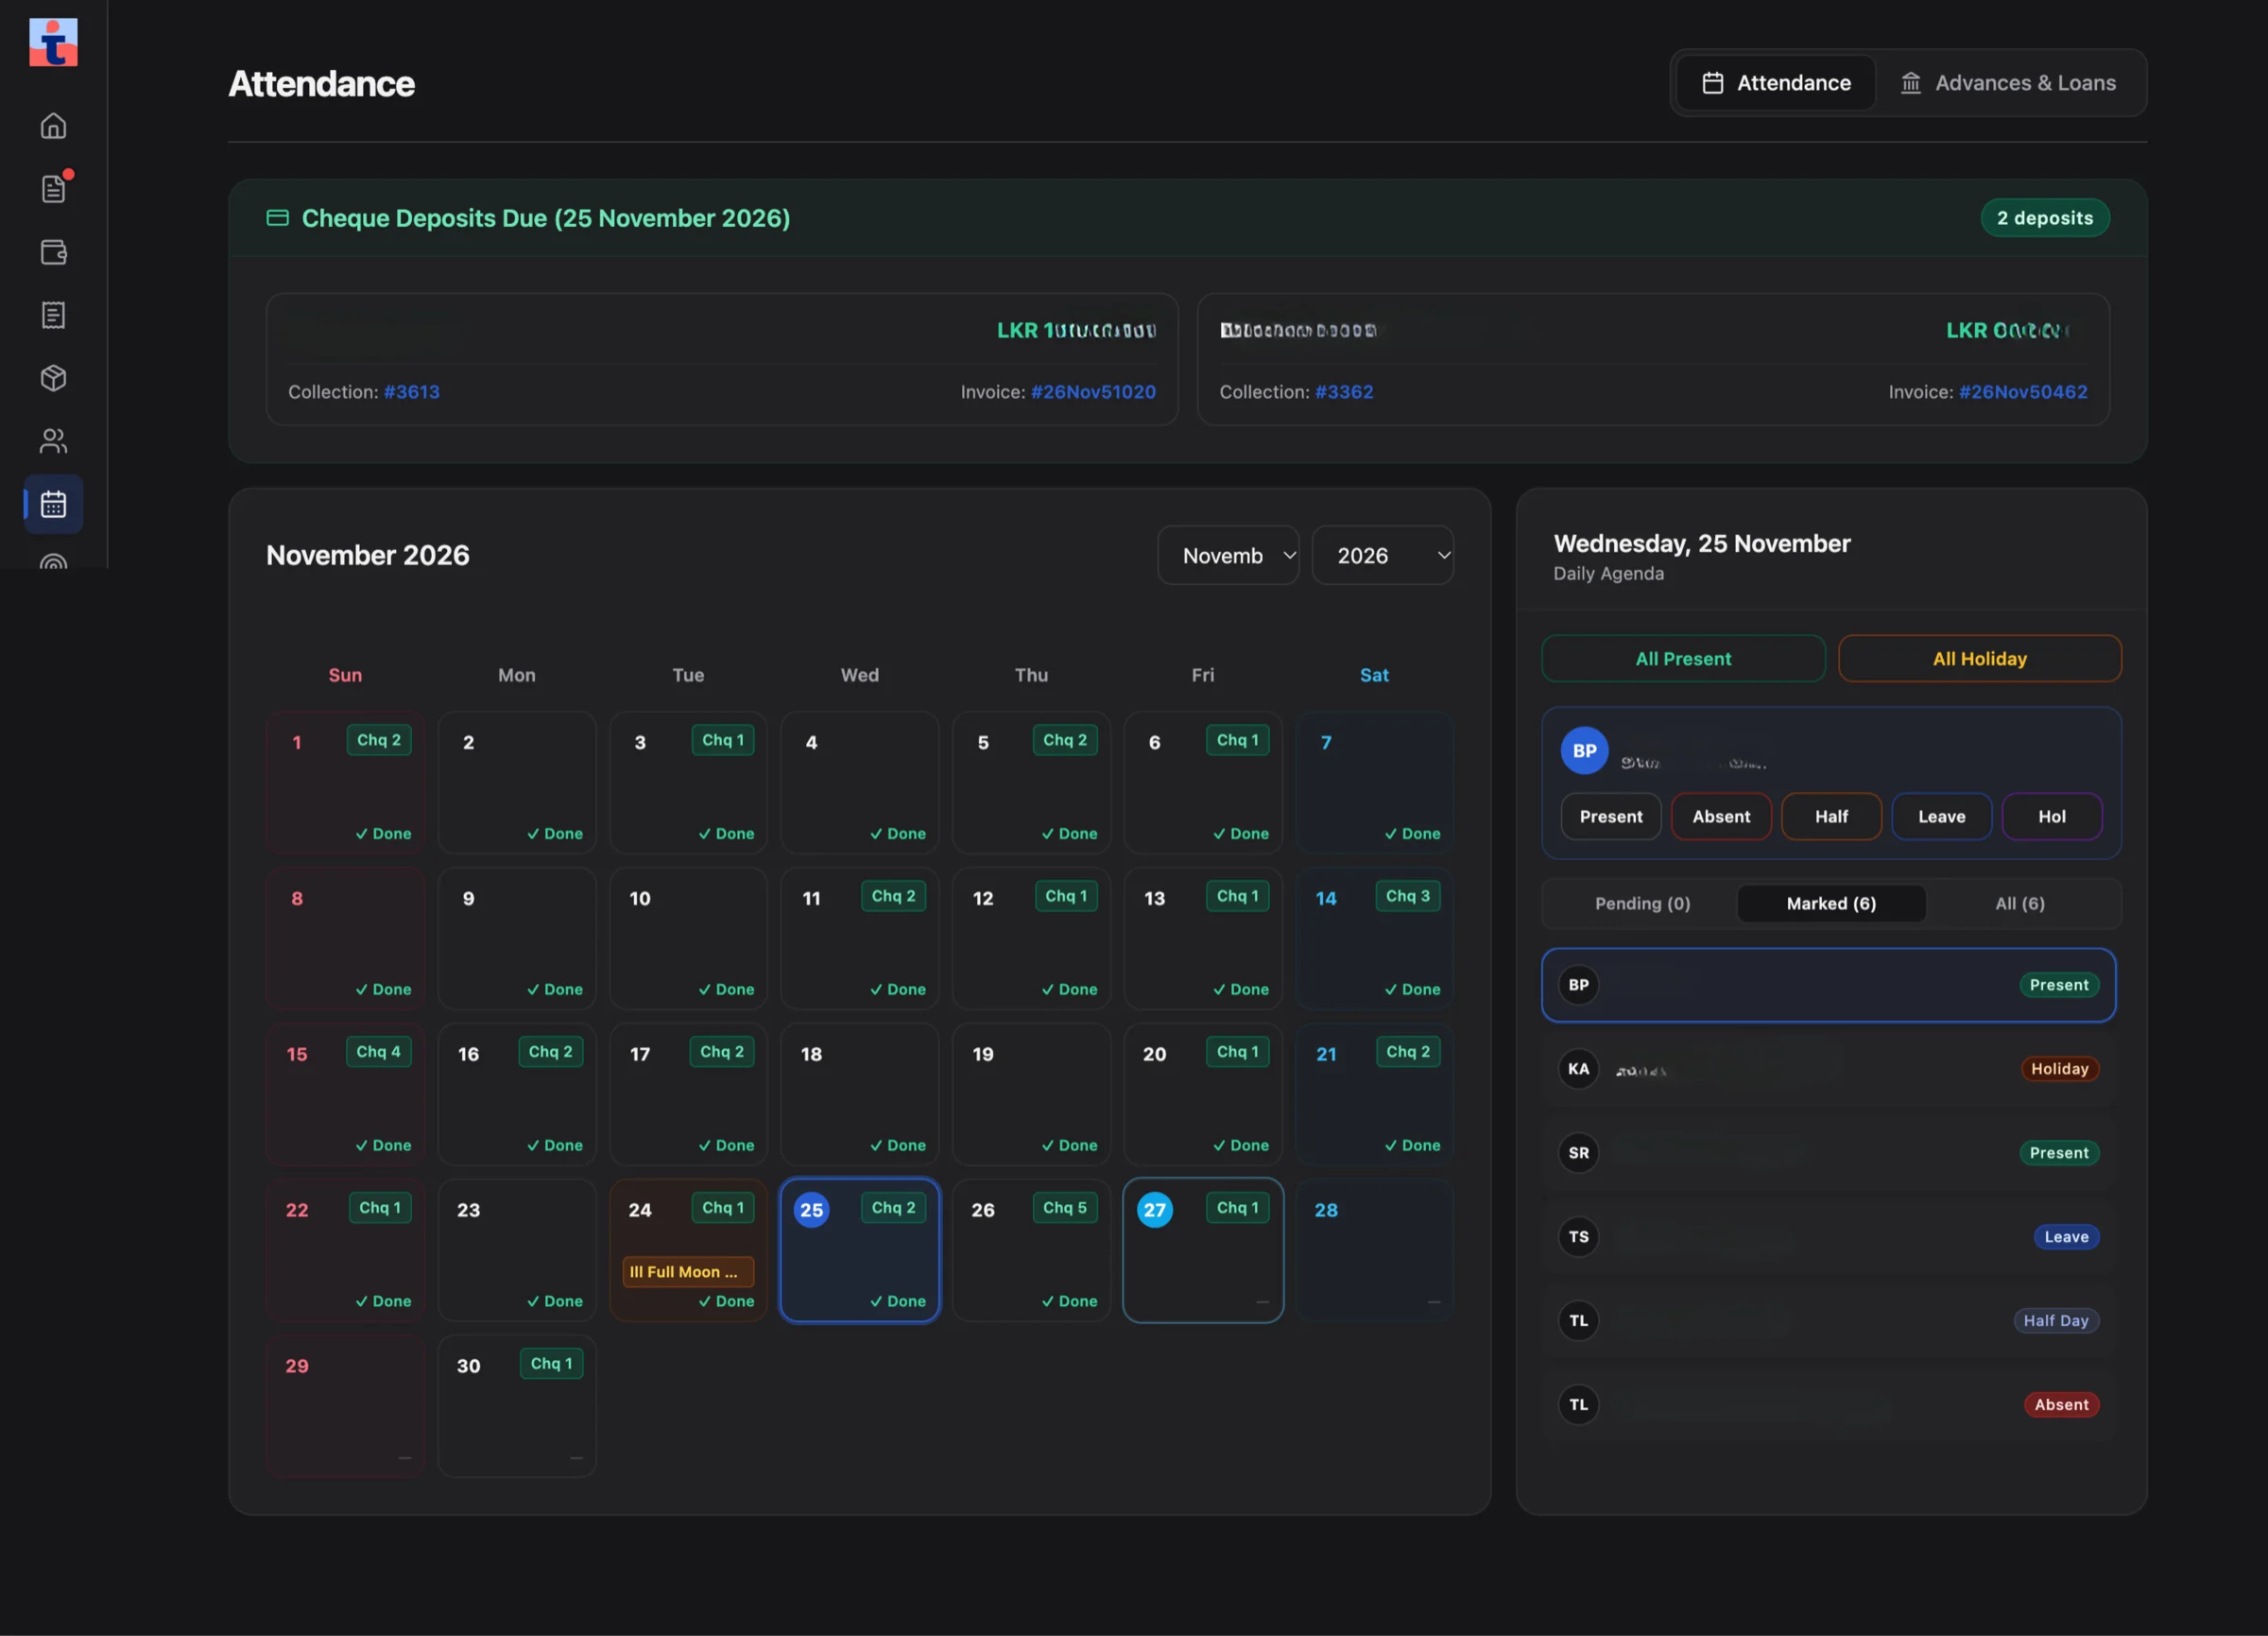 Attendance
Attendance
Advances & Loans
Cheque Deposits Due (25 November 2026)
2 deposits
LKR
Collection: #3613
Invoice: #26Nov51020
LKR
Collection: #3362
Invoice: #26Nov50462
November 2026
Novemb
2026
Sun Mon Tue Wed Thu Fri Sat
1 Chq 2 2 3 Chq 1 4 5 Chq 2 6 Chq 1 7
✓ Done ✓ Done ✓ Done ✓ Done ✓ Done ✓ Done ✓ Done
8 9 10 11 Chq 2 12 Chq 1 13 Chq 1 14 Chq 3
✓ Done ✓ Done ✓ Done ✓ Done ✓ Done ✓ Done ✓ Done
15 Chq 4 16 Chq 2 17 Chq 2 18 19 20 Chq 1 21 Chq 2
✓ Done ✓ Done ✓ Done ✓ Done ✓ Done ✓ Done ✓ Done
22 Chq 1 23 24 Chq 1 25 Chq 2 26 Chq 5 27 Chq 1 28
Ill Full Moon ...
✓ Done ✓ Done ✓ Done ✓ Done ✓ Done — —
29 30 Chq 1
— —
Wednesday, 25 November
Daily Agenda
All Present
All Holiday
BP
Present Absent Half Leave Hol
Pending (0) Marked (6) All (6)
BP Present
KA Holiday
SR Present
TS Leave
TL Half Day
TL Absent